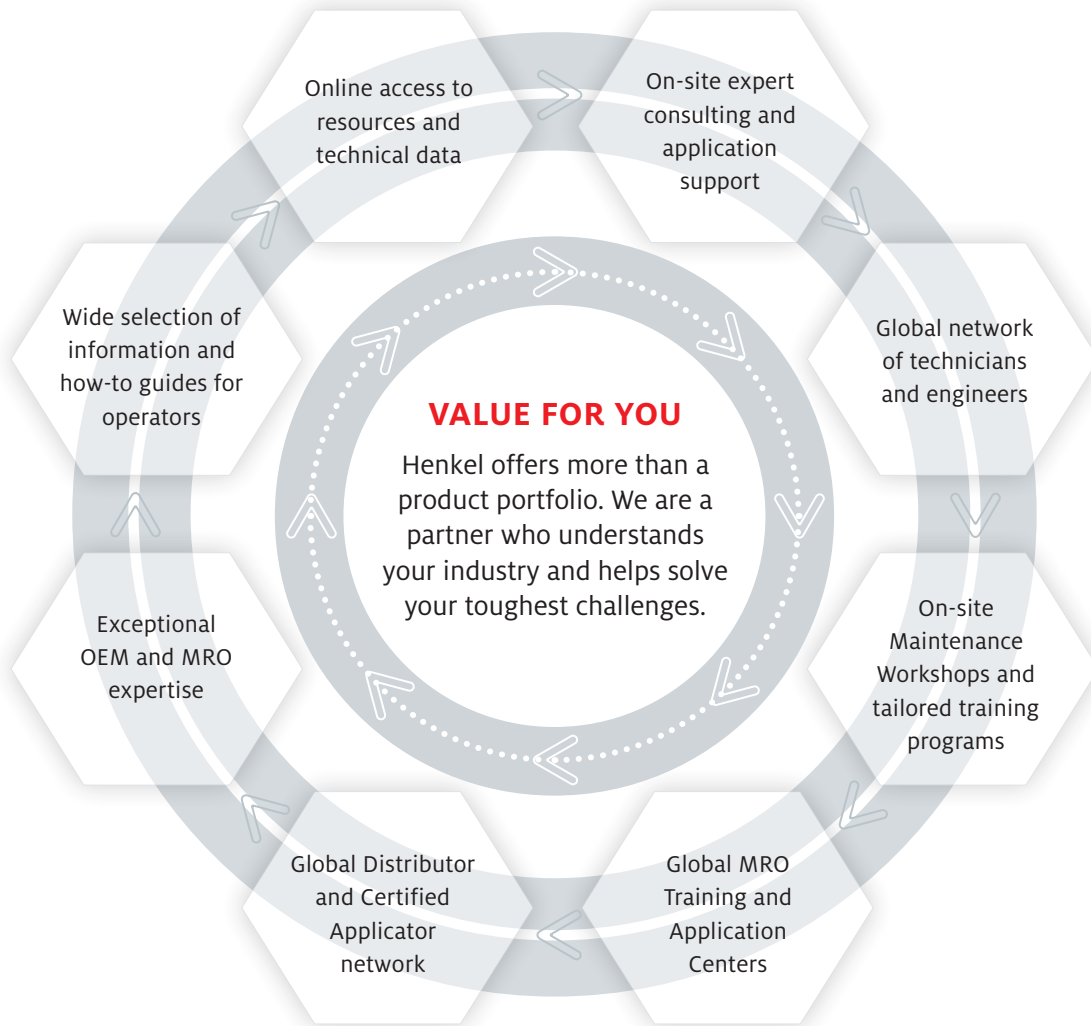 Online access to
resources and
technical data
On-site expert
consulting and
application
support
Global network
of technicians
and engineers
On-site
Maintenance
Workshops and
tailored training
programs
Global MRO
Training and
Application
Centers
Global Distributor
and Certified
Applicator
network
Exceptional
OEM and MRO
expertise
Wide selection of
information and
how-to guides for
operators
VALUE FOR YOU
Henkel offers more than a
product portfolio. We are a
partner who understands
your industry and helps solve
your toughest challenges.